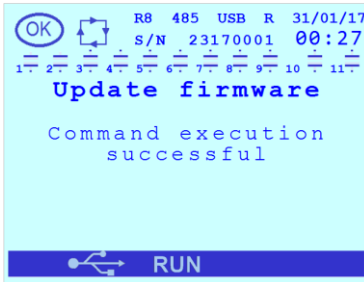 OK R8 485 USB R 31/01/17
S/N 23170001 00:27
1 2 3 4 5 6 7 8 9 10 11
Update firmware
Command execution
successful
RUN